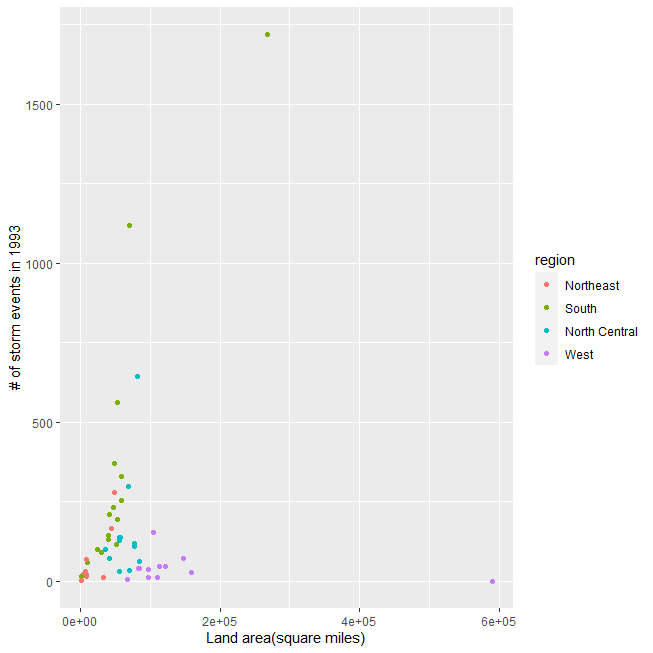 1500
1000
500
0
# of storm events in 1993
0e+00 2e+05 4e+05 6e+05
Land area(square miles)
region
Northeast
South
North Central
West